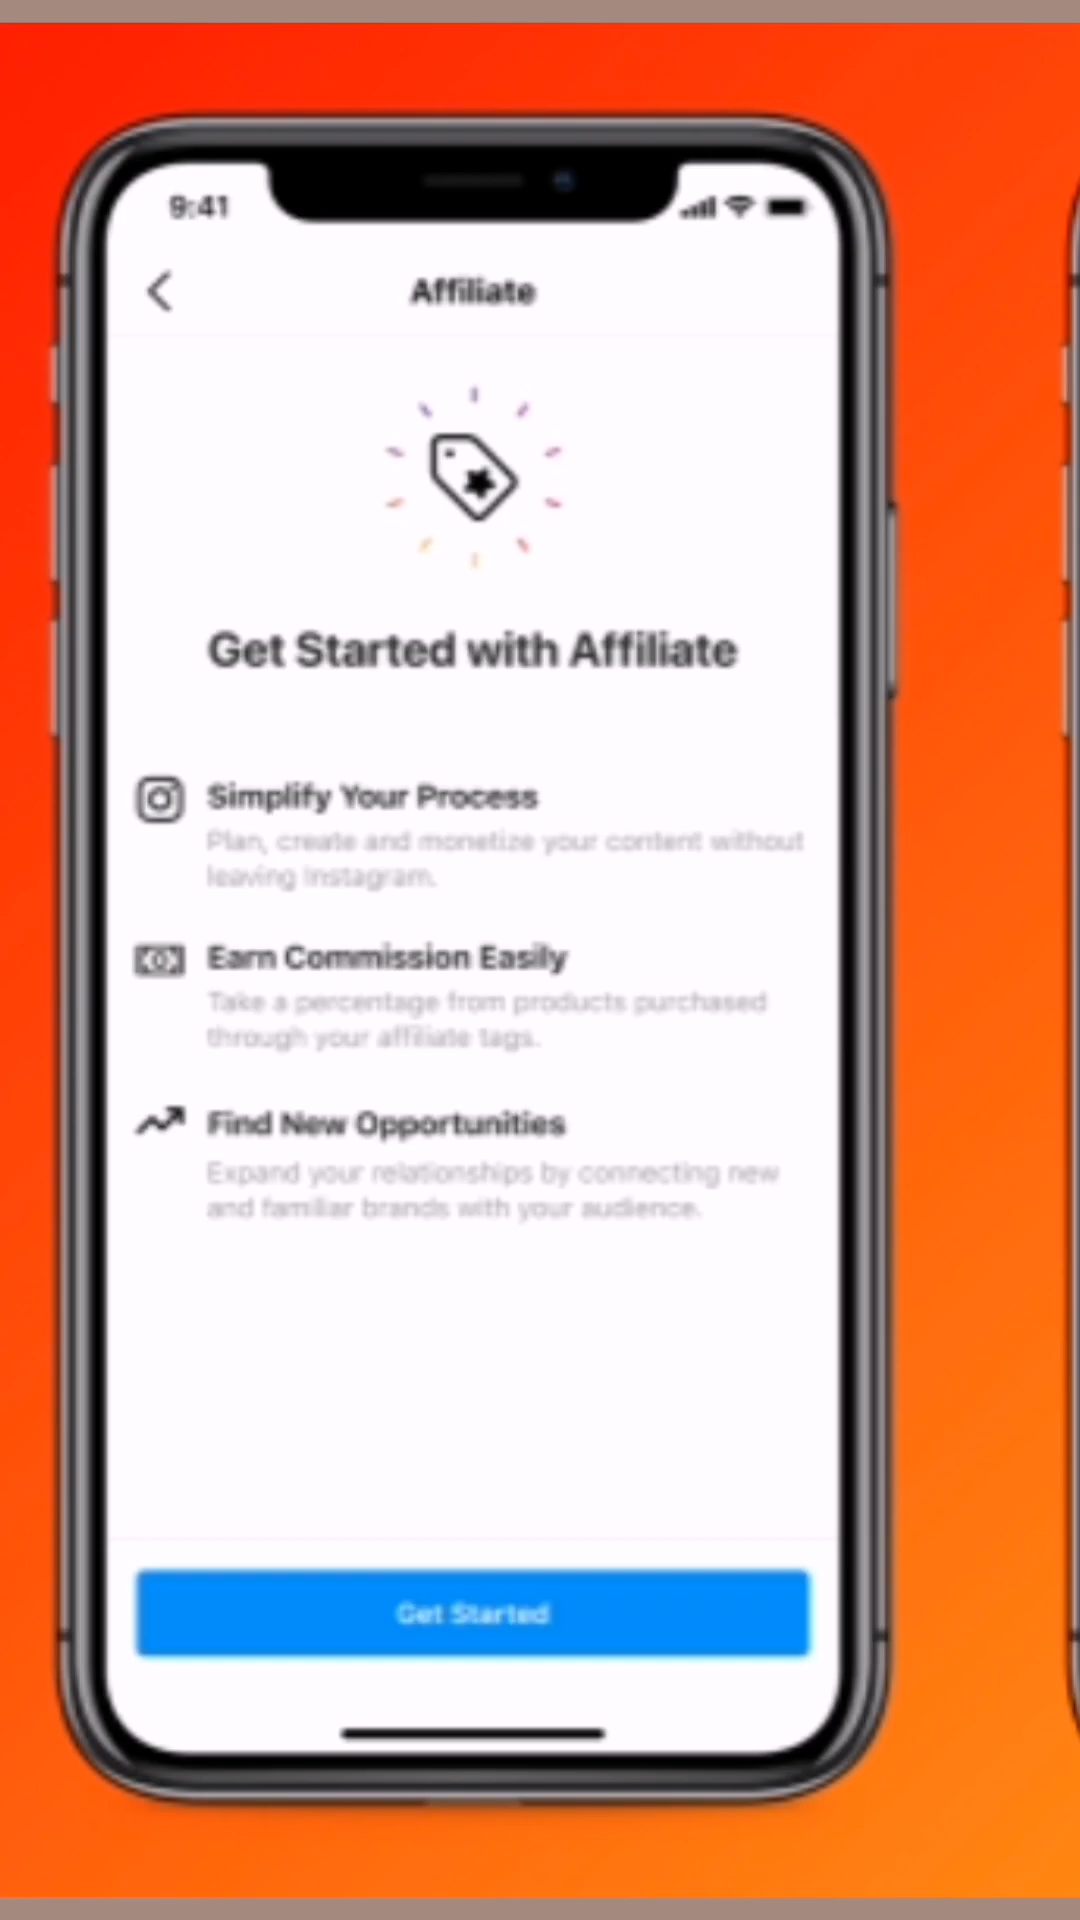 9:41
Affiliate
Get Started with Affiliate
Simplify Your Process
Plan, create and monetize your content without
leaving Instagram.
Earn Commission Easily
Take a percentage from products purchased
through your affiliate tags.
Find New Opportunities
Expand your relationships by connecting new
and familiar brands with your audience.
Get Started